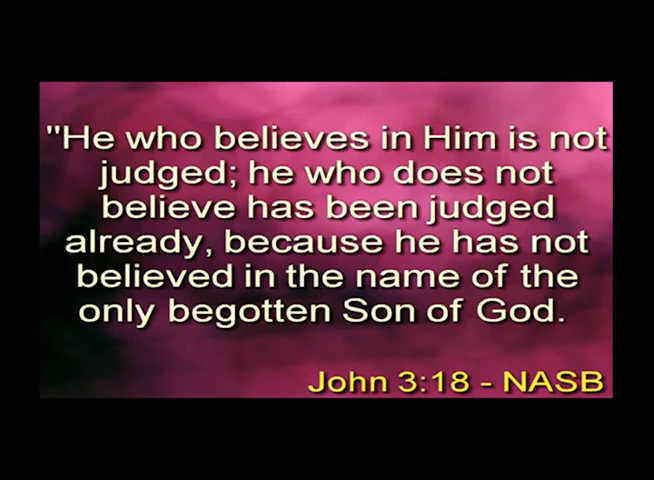 "He who believes in Him is not
judged; he who does not
believe has been judged
already, because he has not
believed in the name of the
only begotten Son of God.
John 3:18 - NASB